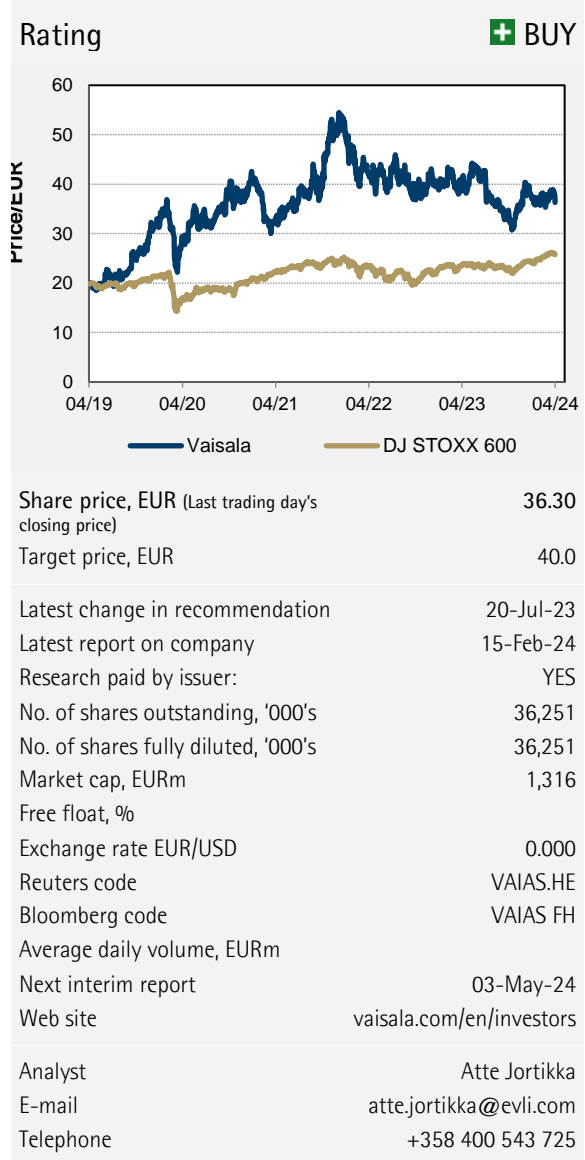 Rating
BUY
60
50
40
30
20
10
0
Price/EUR
04/19 04/20 04/21 04/22 04/23 04/24
Vaisala DJ STOXX 600
Share price, EUR (Last trading day's 36.30
closing price)
Target price, EUR 40.0
Latest change in recommendation 20-Jul-23
Latest report on company 15-Feb-24
Research paid by issuer: YES
No. of shares outstanding, '000's 36,251
No. of shares fully diluted, '000's 36,251
Market cap, EURm 1,316
Free float, %
Exchange rate EUR/USD 0.000
Reuters code VAIAS.HE
Bloomberg code VAIAS FH
Average daily volume, EURm
Next interim report 03-May-24
Web site vaisala.com/en/investors
Analyst Atte Jortikka
E-mail atte.jortikka@evli.com
Telephone +358 400 543 725